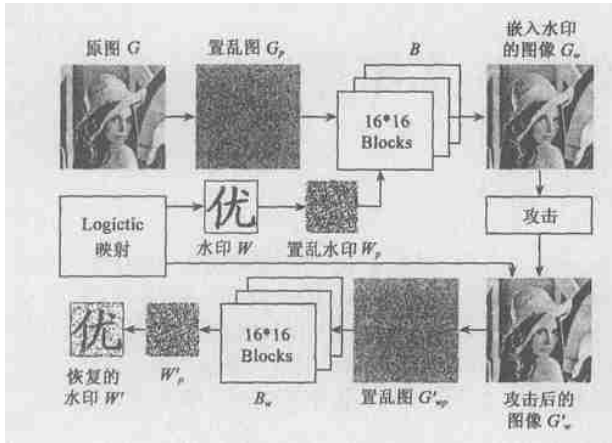 原图 G
置乱图 Gp
B
嵌入水印
的图像 Gw
16*16
Blocks
Logictic
映射
优
水印 W
置乱水印 Wp
攻击
优
恢复的
水印 W'
W'p
16*16
Blocks
Bw
置乱图 G'wp
攻击后的
图像 G'w